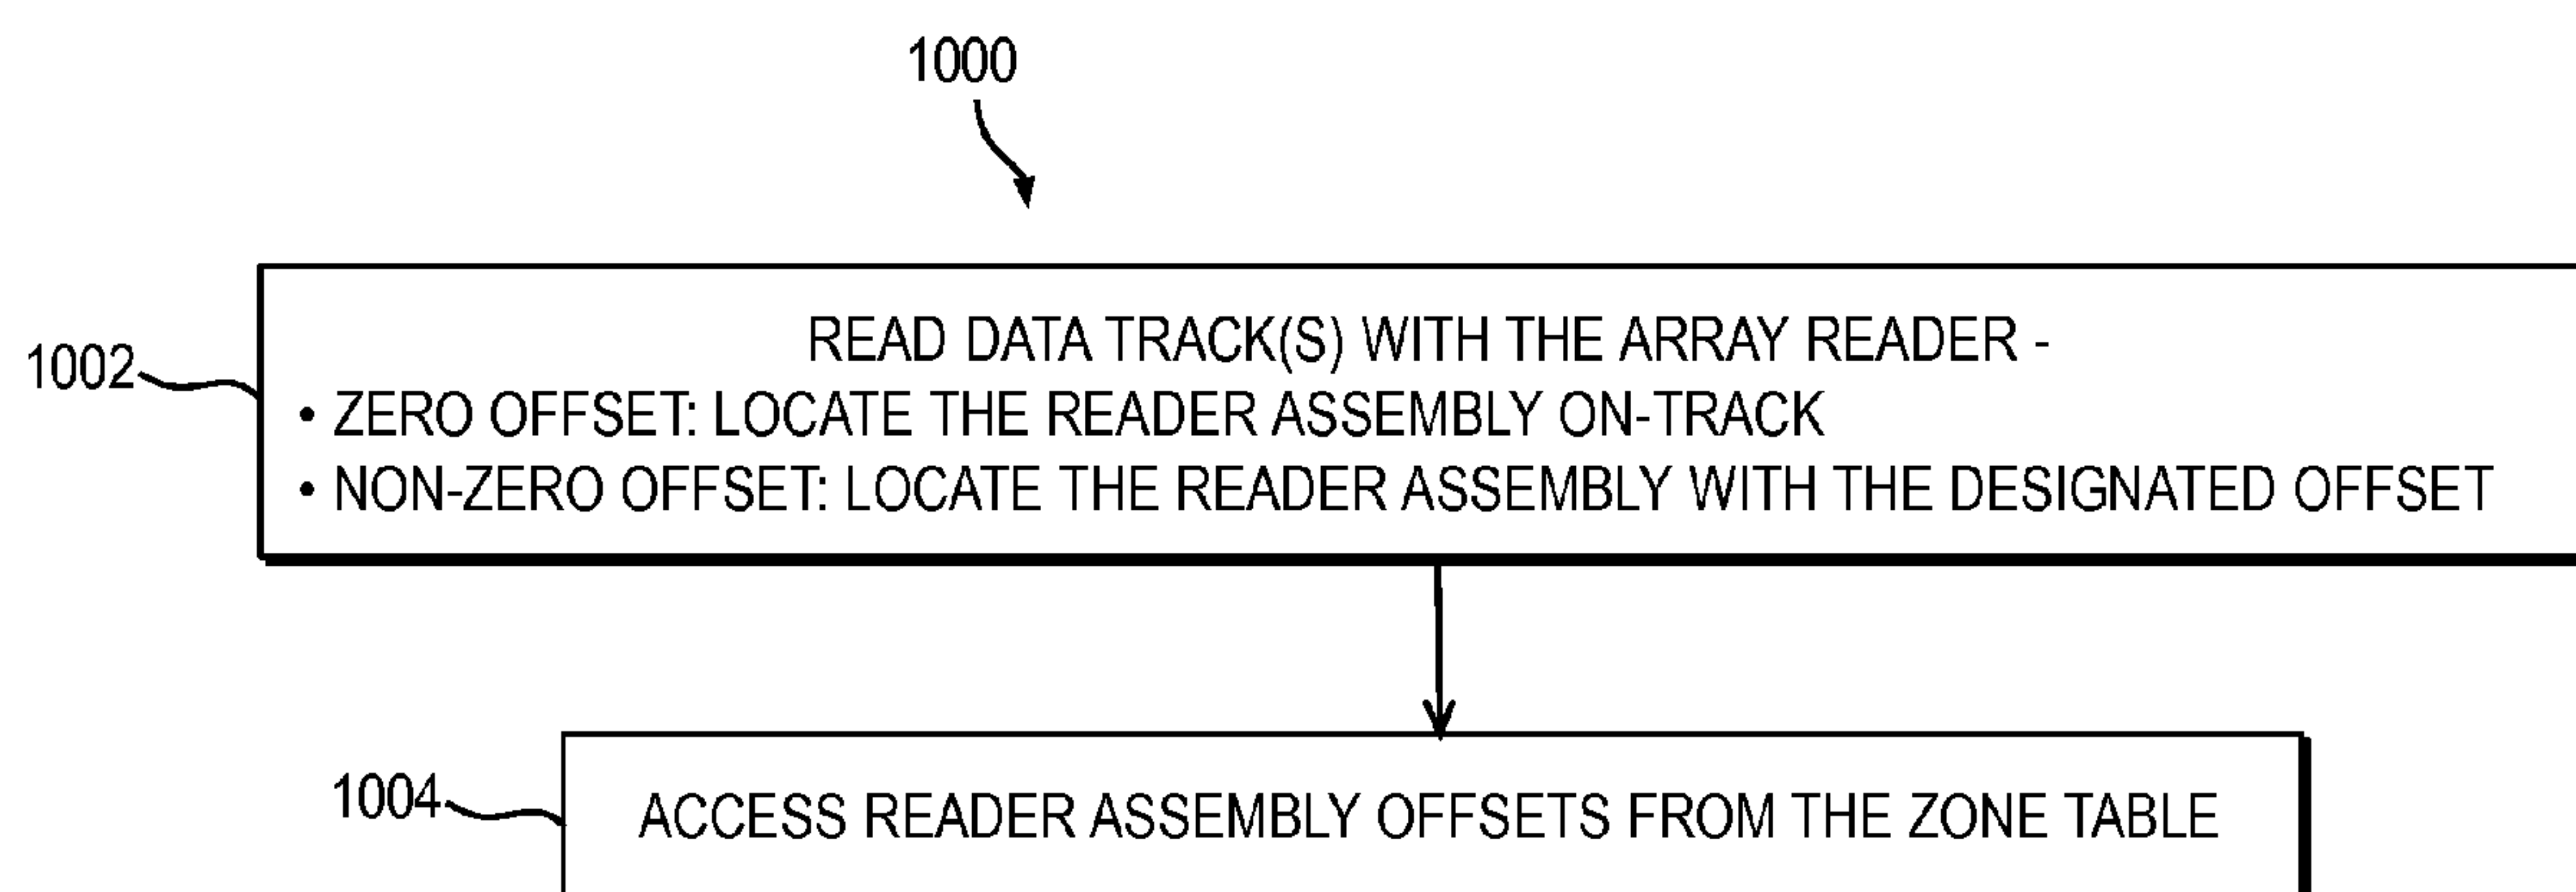 1000
1002
READ DATA TRACK(S) WITH THE ARRAY READER -
• ZERO OFFSET: LOCATE THE READER ASSEMBLY ON-TRACK
• NON-ZERO OFFSET: LOCATE THE READER ASSEMBLY WITH THE DESIGNATED OFFSET
1004
ACCESS READER ASSEMBLY OFFSETS FROM THE ZONE TABLE